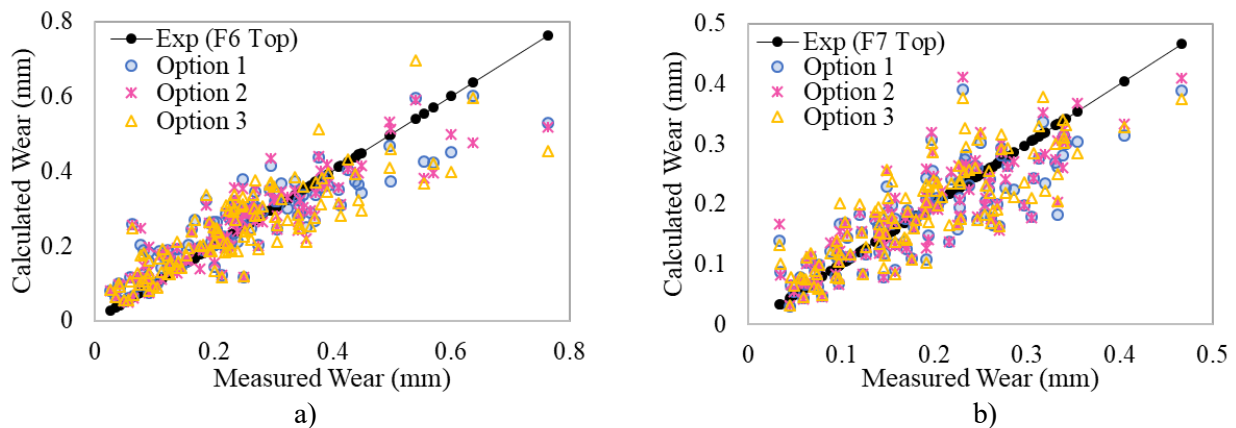 0.8
0.6
0.4
0.2
0
Calculated Wear (mm)
Exp (F6 Top)
Option 1
Option 2
Option 3
0 0.2 0.4 0.6 0.8
Measured Wear (mm)
a)
0.5
0.4
0.3
0.2
0.1
0
Calculated Wear (mm)
Exp (F7 Top)
Option 1
Option 2
Option 3
0 0.1 0.2 0.3 0.4 0.5
Measured Wear (mm)
b)